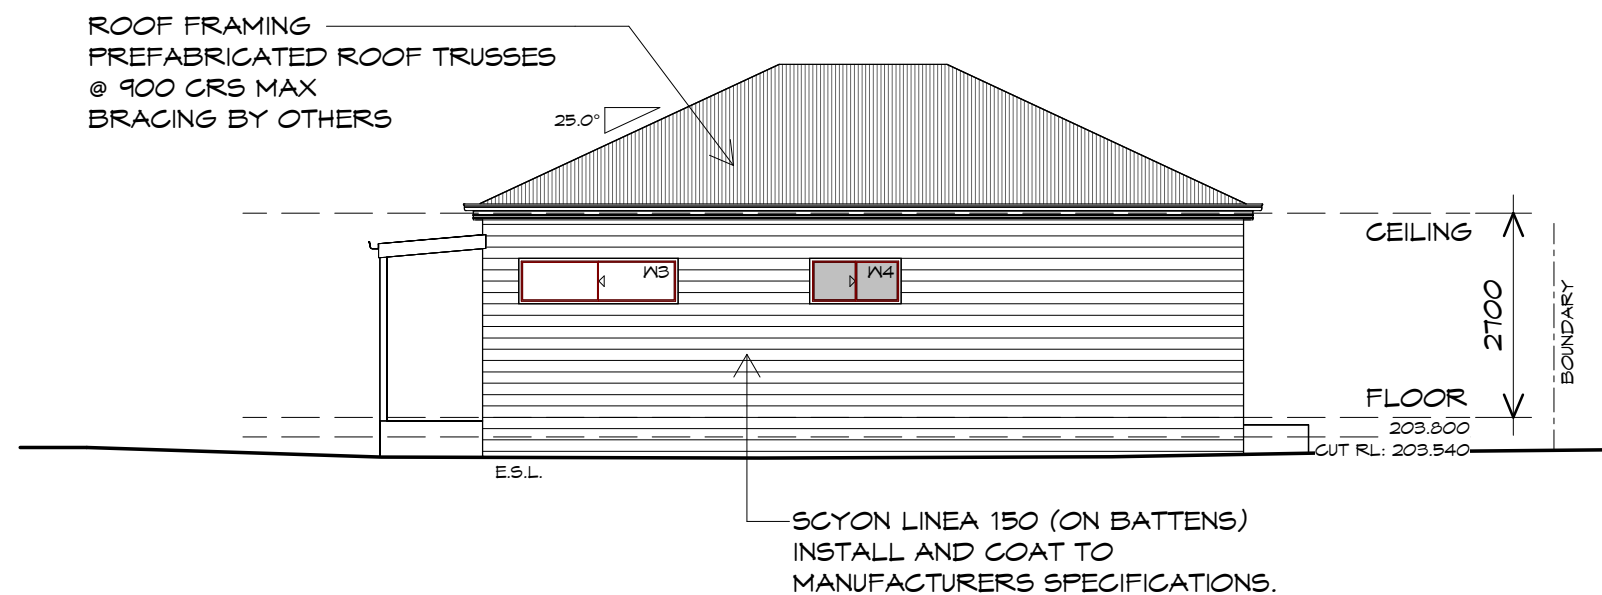 ROOF FRAMING
PREFABRICATED ROOF TRUSSES
@ 900 CRS MAX
BRACING BY OTHERS
25.0°
W3
W4
CEILING
2700
BOUNDARY
FLOOR
203.800
CUT RL: 203.540
E.S.L.
SCYON LINEA 150 (ON BATTENS)
INSTALL AND COAT TO
MANUFACTURERS SPECIFICATIONS.